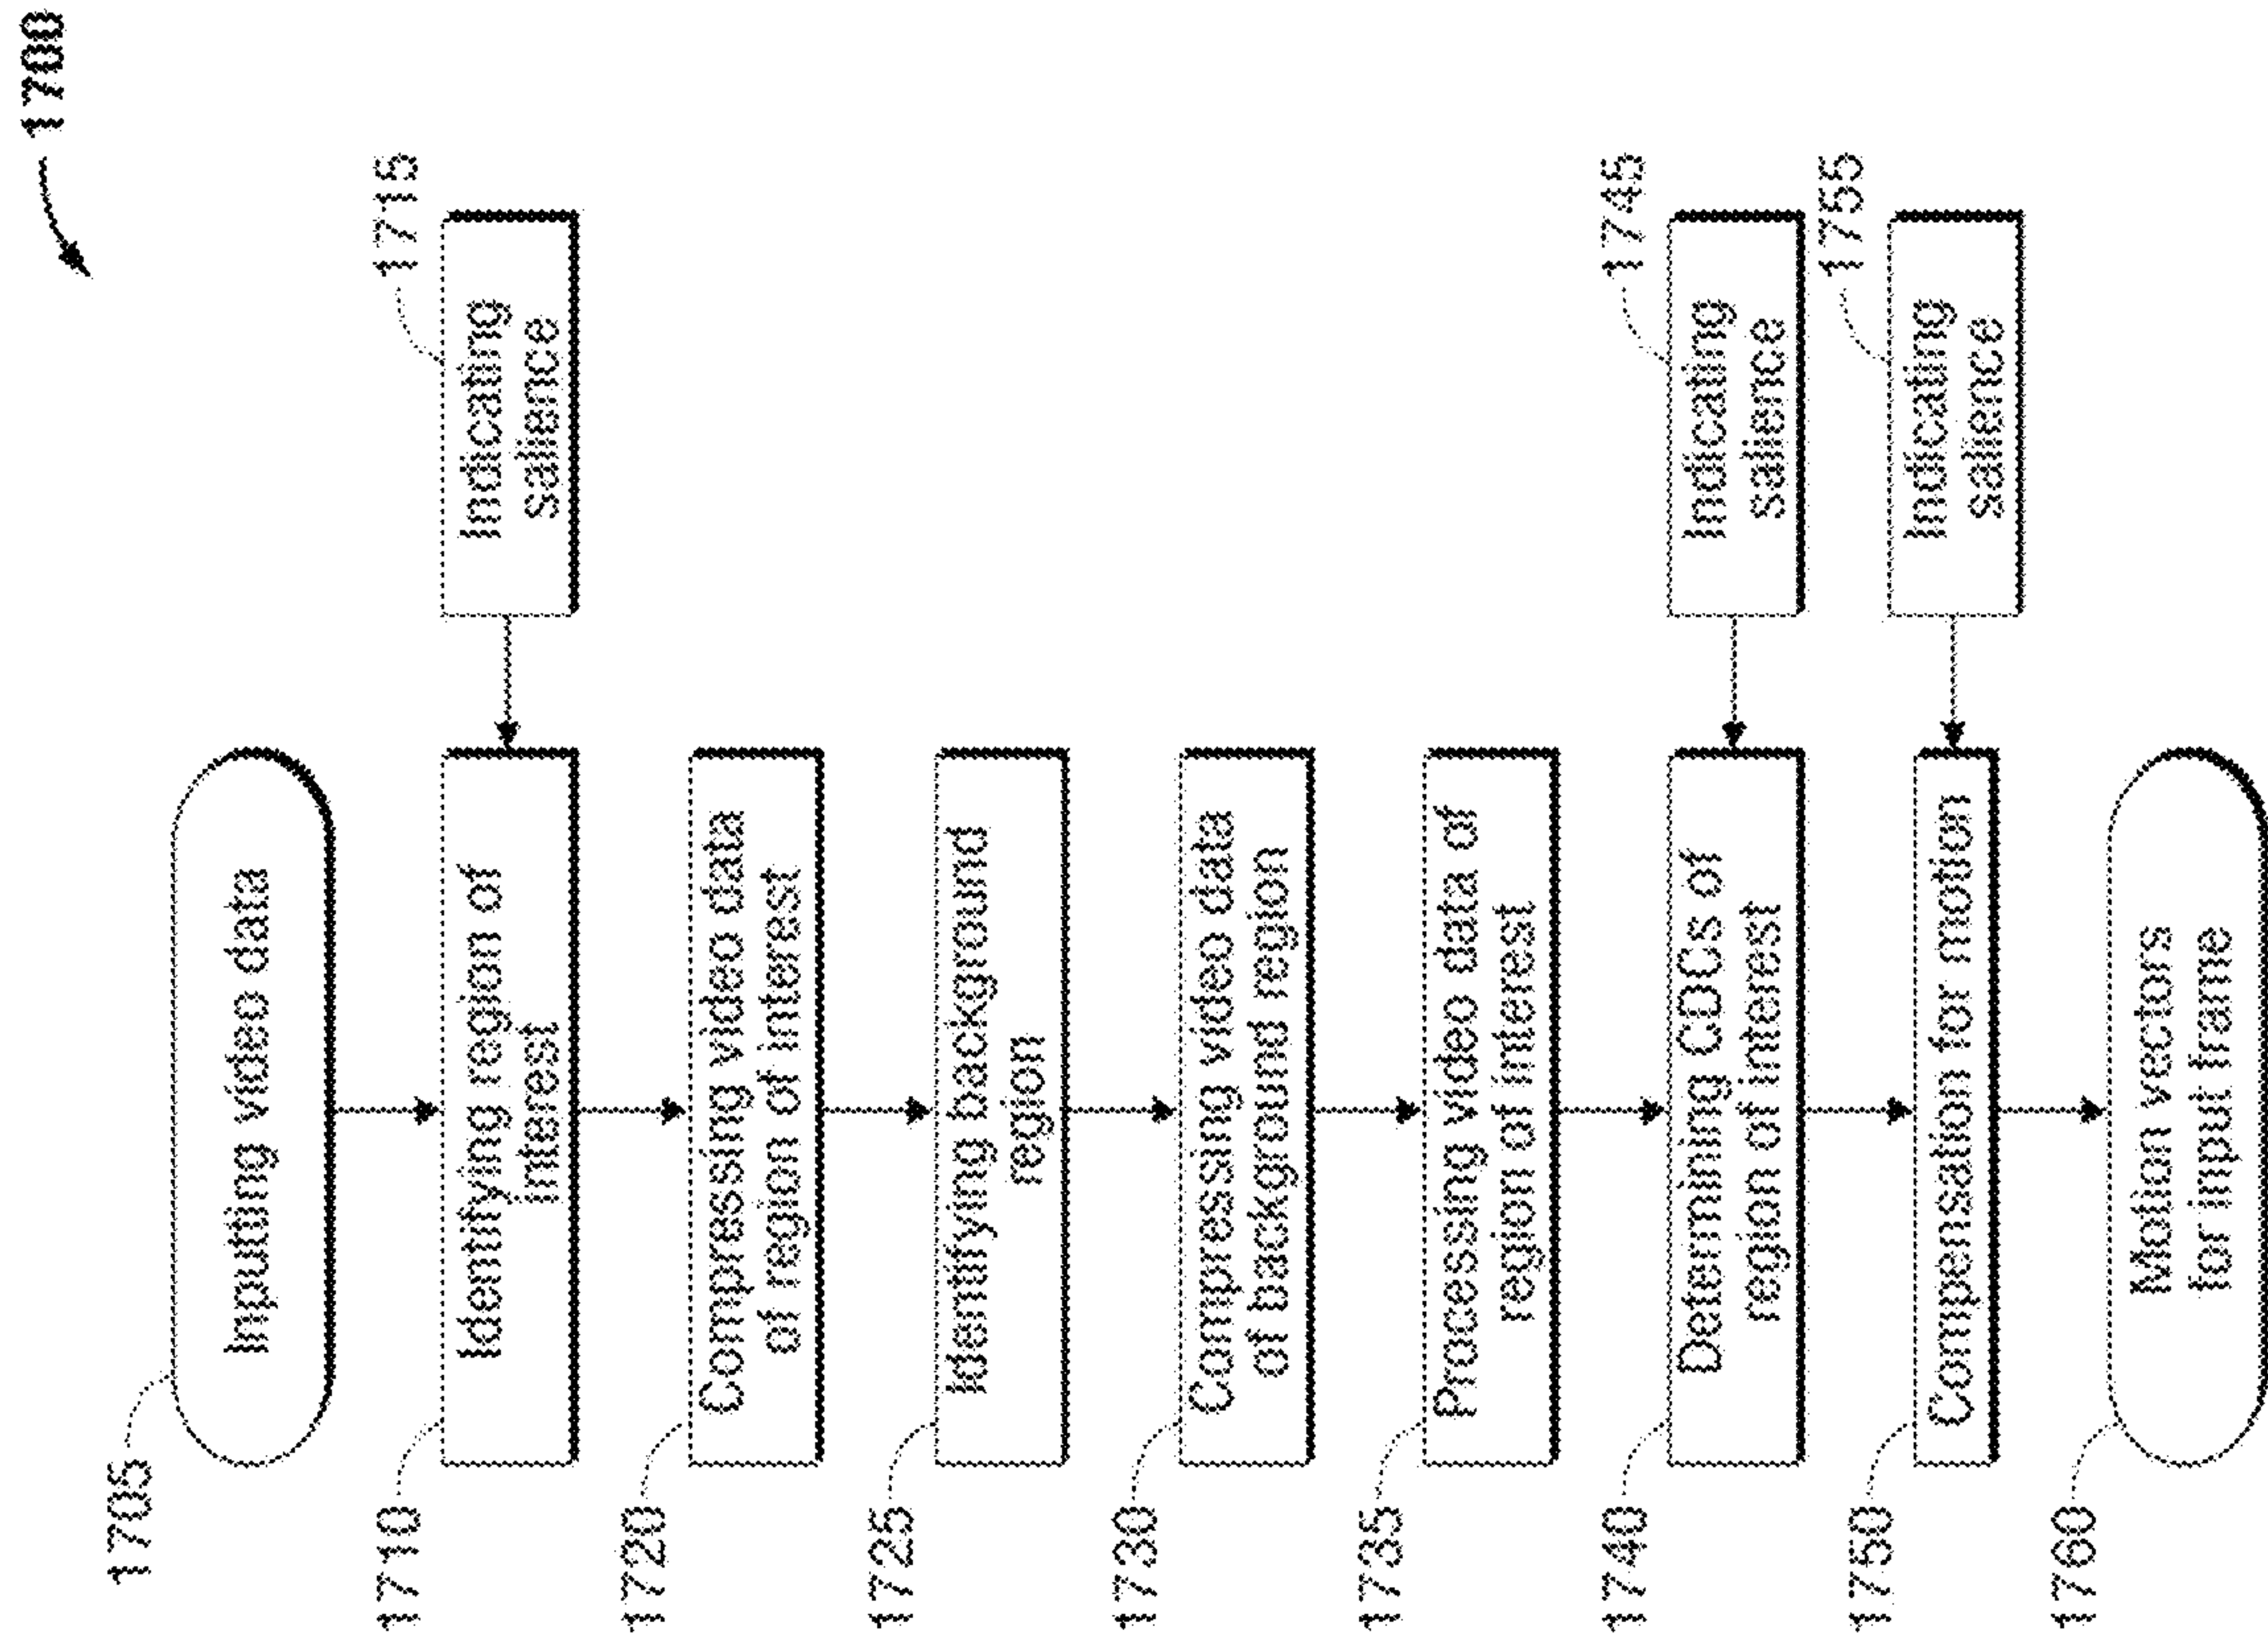 1700
1705
Inputting video data
1710
Identifying region of
interest
1715
Indicating
salience
1720
Compressing video data
of region of interest
1725
Identifying background
region
1730
Compressing video data
of background region
1735
Processing video data of
region of interest
1740
Determining CDCs of
region of interest
1745
Indicating
salience
1750
Compensation for motion
1755
Indicating
salience
1760
Motion vectors
for input frame